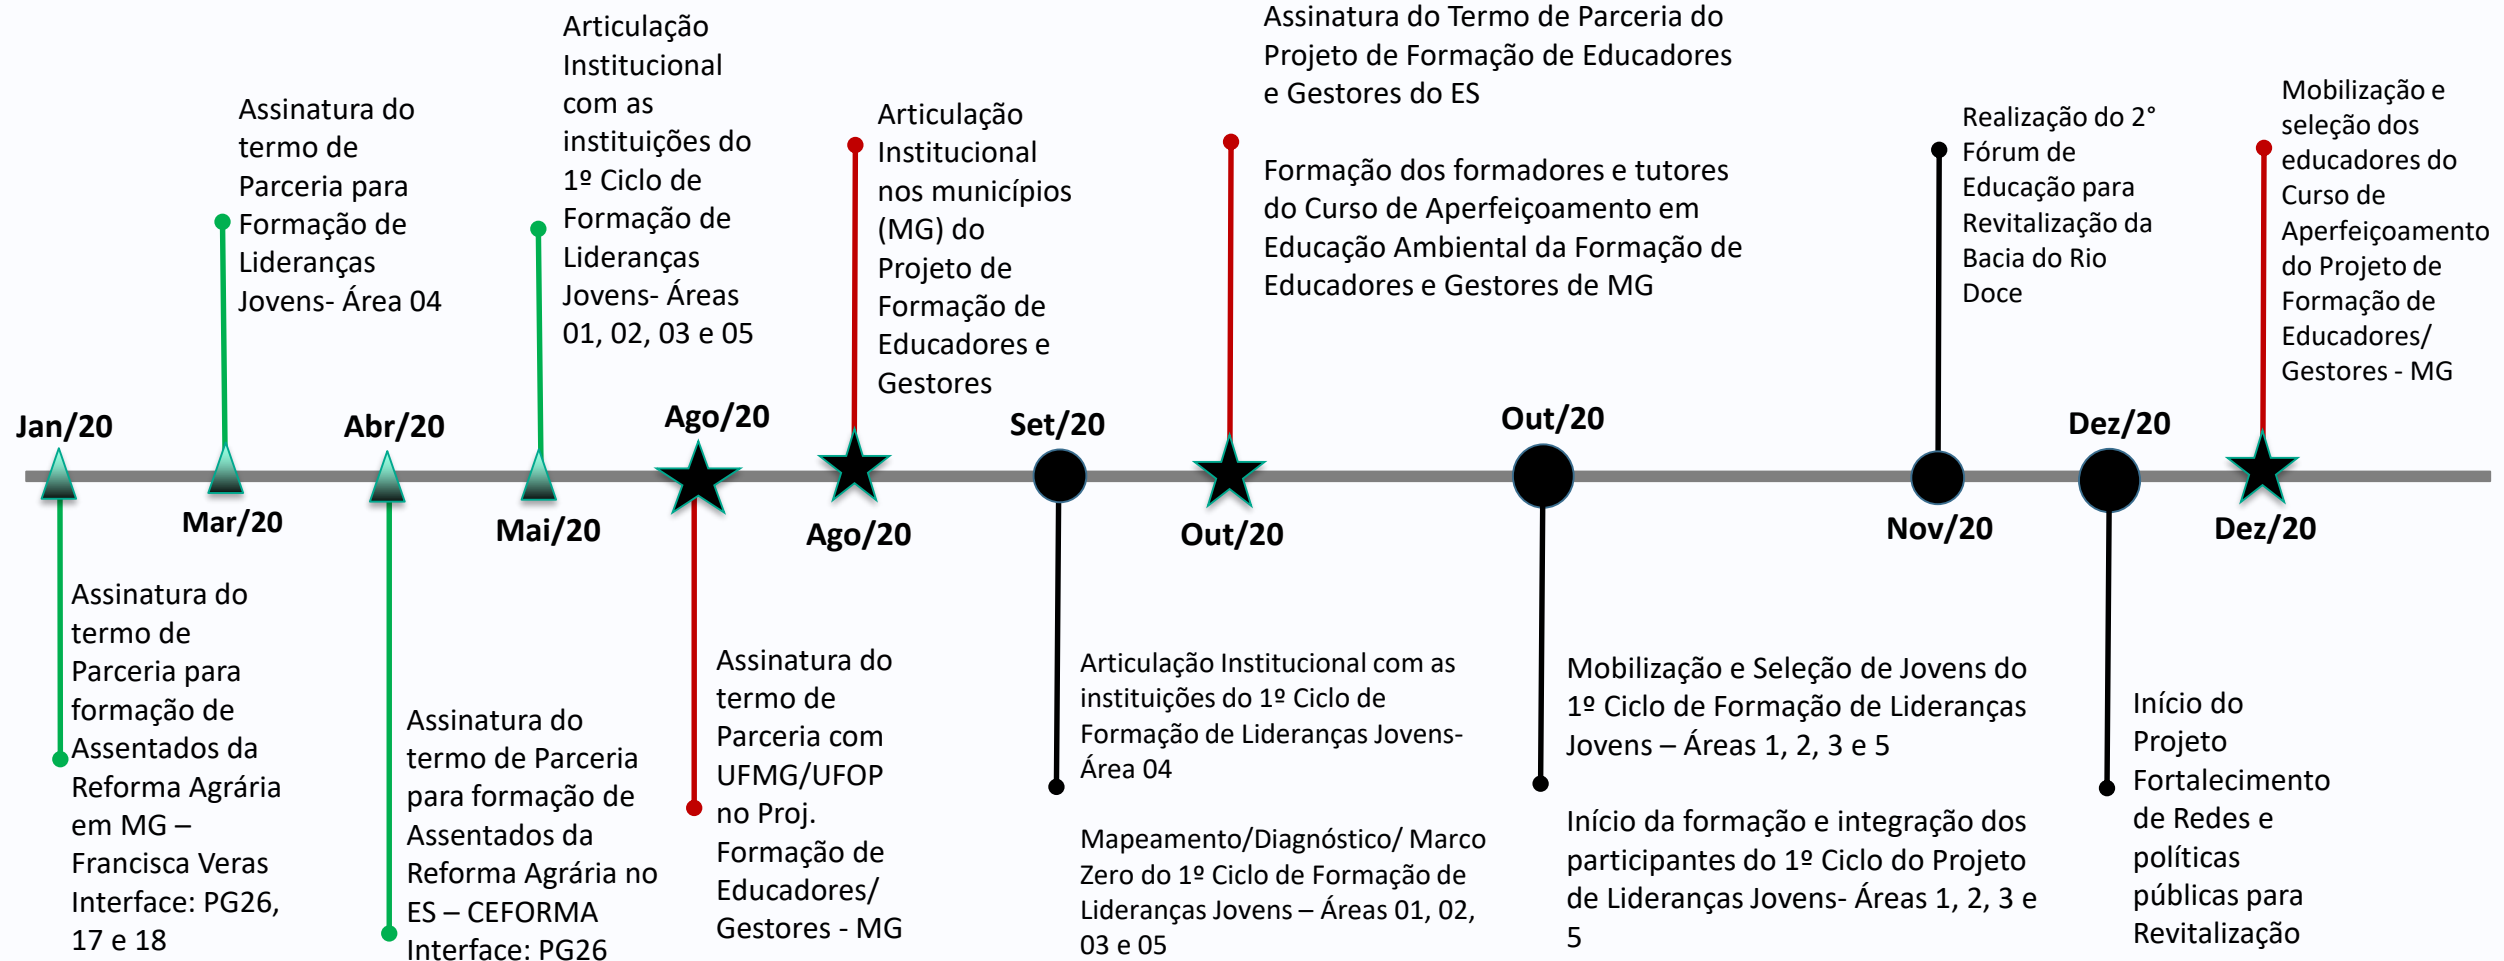 Jan/20
Assinatura do
termo de
Parceria para
formação de
Assentados da
Reforma Agrária
em MG –
Francisca Veras
Interface: PG26,
17 e 18
Assinatura do
termo de
Parceria para
Formação de
Lideranças
Jovens- Área 04
Mar/20
Abr/20
Assinatura do
termo de Parceria
para formação de
Assentados da
Reforma Agrária no
ES – CEFORMA
Interface: PG26
Articulação
Institucional
com as
instituições do
1º Ciclo de
Formação de
Lideranças
Jovens- Áreas
01, 02, 03 e 05
Mai/20
Ago/20
Assinatura do
termo de
Parceria com
UFMG/UFOP
no Proj.
Formação de
Educadores/
Gestores - MG
Articulação
Institucional
nos municípios
(MG) do
Projeto de
Formação de
Educadores e
Gestores
Ago/20
Set/20
Articulação Institucional com as
instituições do 1º Ciclo de
Formação de Lideranças Jovens-
Área 04
Mapeamento/Diagnóstico/ Marco
Zero do 1º Ciclo de Formação de
Lideranças Jovens – Áreas 01, 02,
03 e 05
Assinatura do Termo de Parceria do
Projeto de Formação de Educadores
e Gestores do ES
Formação dos formadores e tutores
do Curso de Aperfeiçoamento em
Educação Ambiental da Formação de
Educadores e Gestores de MG
Out/20
Out/20
Mobilização e Seleção de Jovens do
1º Ciclo de Formação de Lideranças
Jovens – Áreas 1, 2, 3 e 5
Início da formação e integração dos
participantes do 1º Ciclo do Projeto
de Lideranças Jovens- Áreas 1, 2, 3 e
5
Realização do 2°
Fórum de
Educação para
Revitalização da
Bacia do Rio
Doce
Nov/20
Dez/20
Início do
Projeto
Fortalecimento
de Redes e
políticas
públicas para
Revitalização
Mobilização e
seleção dos
educadores do
Curso de
Aperfeiçoamento
do Projeto de
Formação de
Educadores/
Gestores - MG
Dez/20